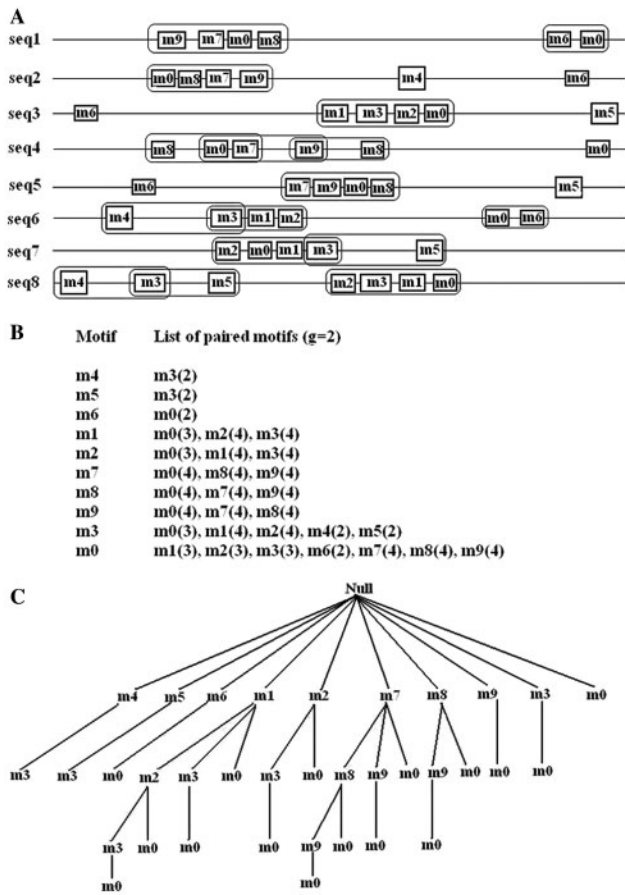 A
seq1 m9 m7 m0 m8 m6 m0
seq2 m0 m8 m7 m9 m4 m6
seq3 m6 m1 m3 m2 m0 m5
seq4 m8 m0 m7 m9 m8 m0
seq5 m6 m7 m9 m0 m8 m5
seq6 m4 m3 m1 m2 m0 m6
seq7 m2 m0 m1 m3 m5
seq8 m4 m3 m5 m2 m3 m1 m0
B Motif List of paired motifs (g=2)
m4 m3(2)
m5 m3(2)
m6 m0(2)
m1 m0(3), m2(4), m3(4)
m2 m0(3), m1(4), m3(4)
m7 m0(4), m8(4), m9(4)
m8 m0(4), m7(4), m9(4)
m9 m0(4), m7(4), m8(4)
m3 m0(3), m1(4), m2(4), m4(2), m5(2)
m0 m1(3), m2(3), m3(3), m6(2), m7(4), m8(4), m9(4)
C Null
m4 m5 m6 m1 m2 m7 m8 m9 m3 m0
m3 m3 m0 m2 m3 m0 m3 m0 m8 m9 m0 m9 m0 m0 m0
m3 m0 m0 m0 m9 m0 m0 m0
m0 m0